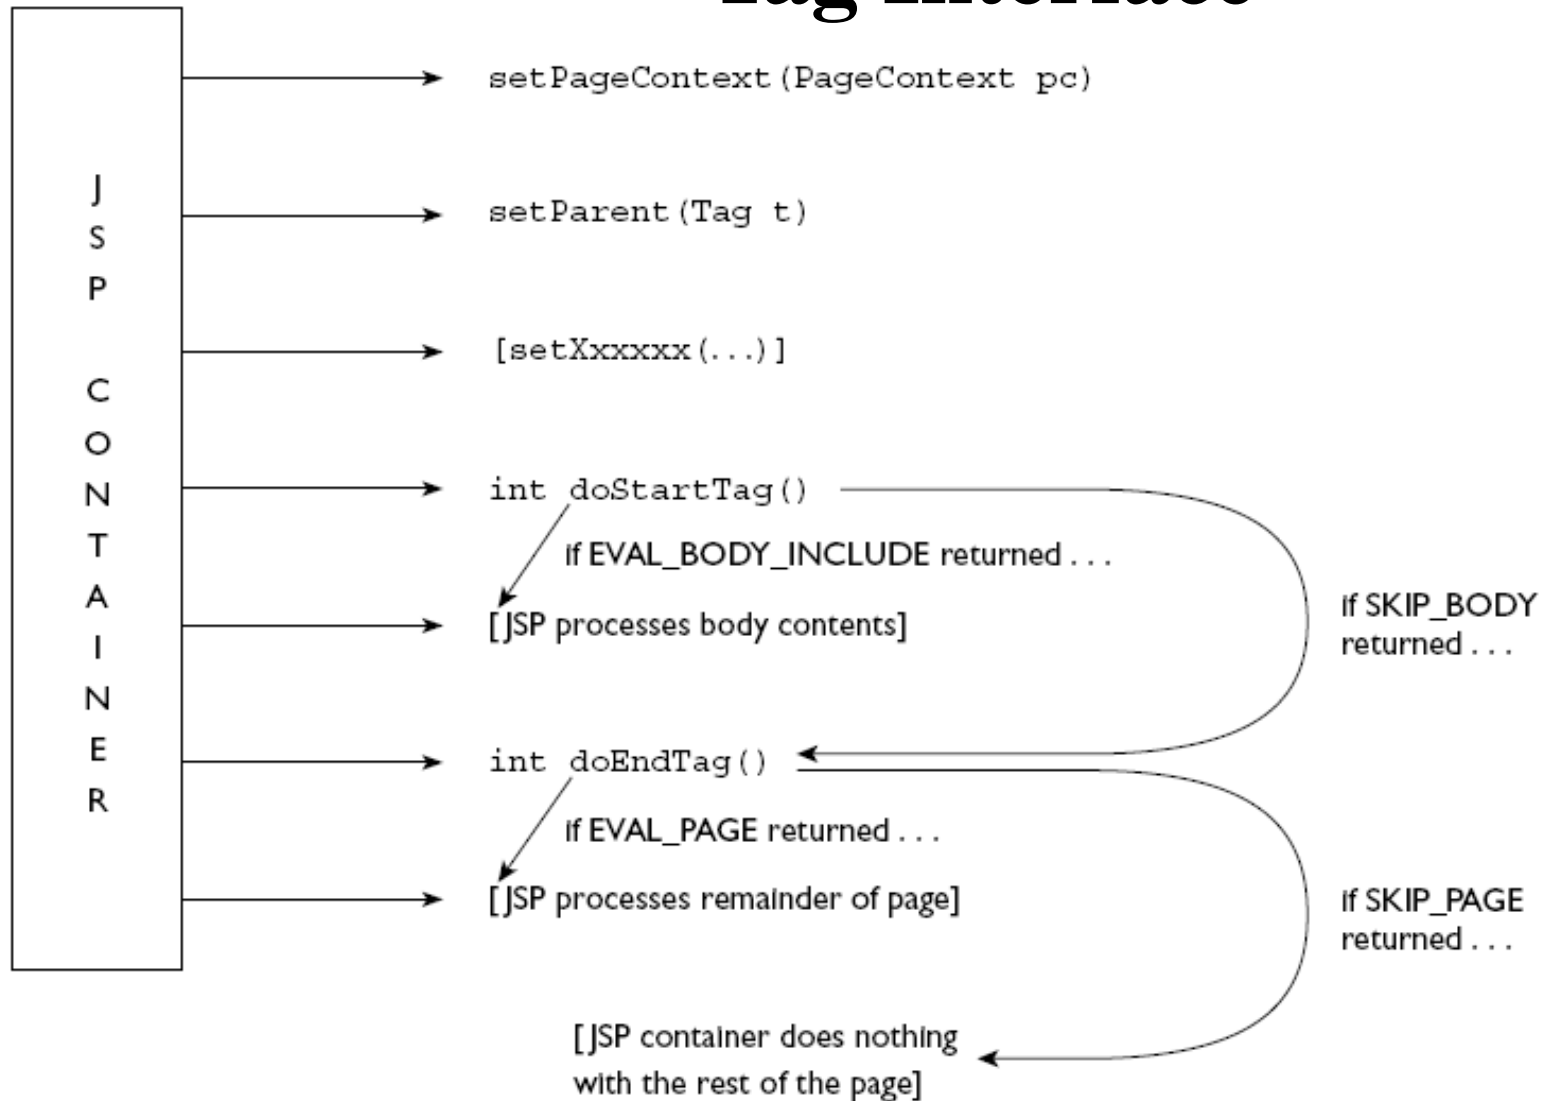 Tag Interface
setPageContext(PageContext pc)
setParent(Tag t)
[setXxxxxx(...)]
JSP CONTAINER
int doStartTag()
if EVAL_BODY_INCLUDE returned . . .
if SKIP_BODY
returned . . .
[JSP processes body contents]
int doEndTag()
if EVAL_PAGE returned . . .
[JSP processes remainder of page]
if SKIP_PAGE
returned . . .
[JSP container does nothing
with the rest of the page]